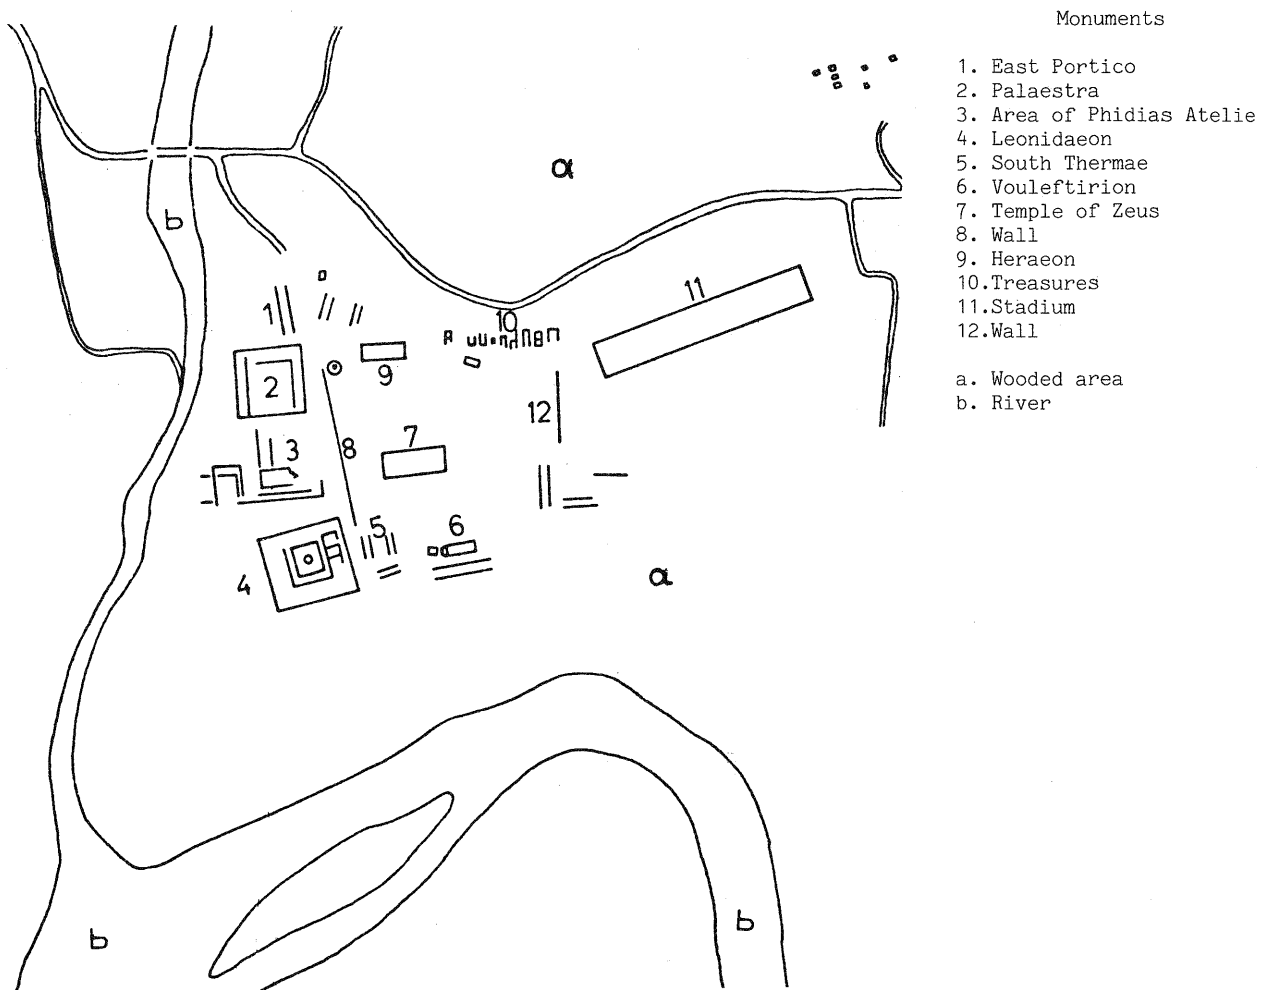 Monuments
1. East Portico
2. Palaestra
3. Area of Phidias Atelie
4. Leonidaeon
5. South Thermae
6. Vouleftirion
7. Temple of Zeus
8. Wall
9. Heraeon
10.Treasures
11.Stadium
12.Wall
a. Wooded area
b. River
a
b
1
11
10
9
2
12
7
3
8
5
6
4
a
b
b